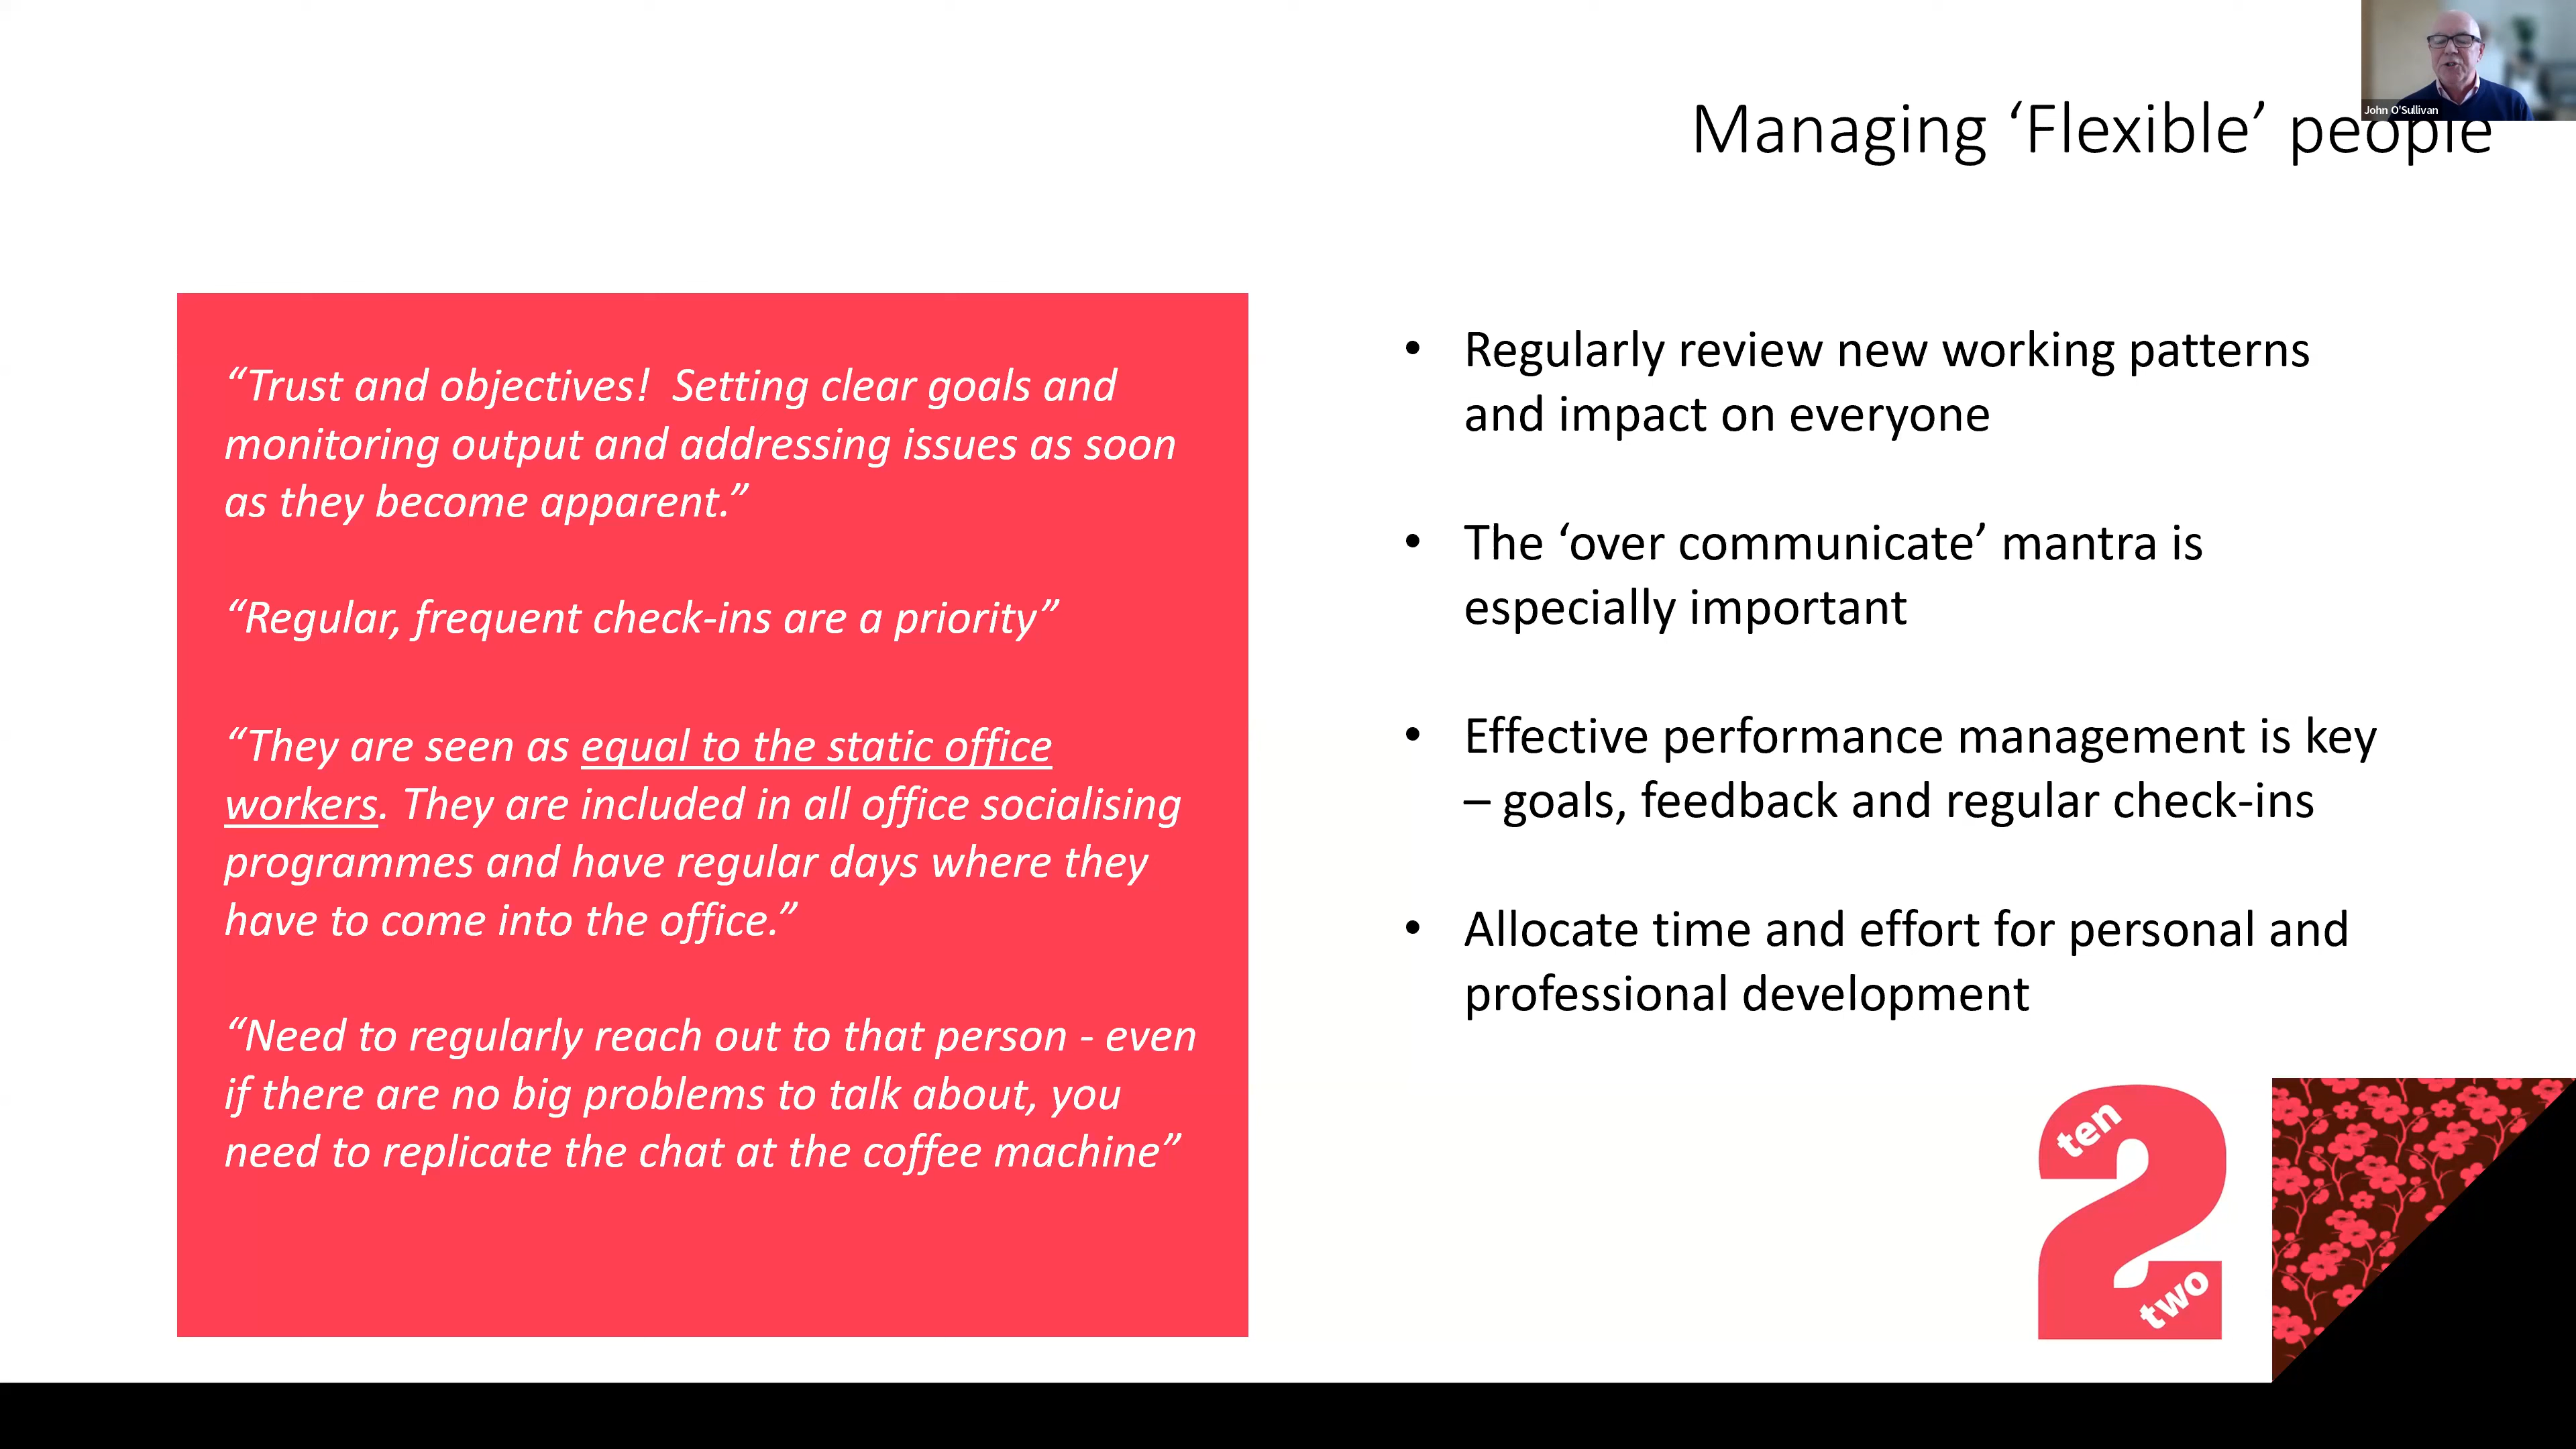 John O'Sullivan
Managing ‘Flexible’ people
“Trust and objectives!  Setting clear goals and
monitoring output and addressing issues as soon
as they become apparent.”
“Regular, frequent check-ins are a priority”
“They are seen as equal to the static office
workers. They are included in all office socialising
programmes and have regular days where they
have to come into the office.”
“Need to regularly reach out to that person - even
if there are no big problems to talk about, you
need to replicate the chat at the coffee machine”
• Regularly review new working patterns
and impact on everyone
• The ‘over communicate’ mantra is
especially important
• Effective performance management is key
– goals, feedback and regular check-ins
• Allocate time and effort for personal and
professional development
ten
2
two